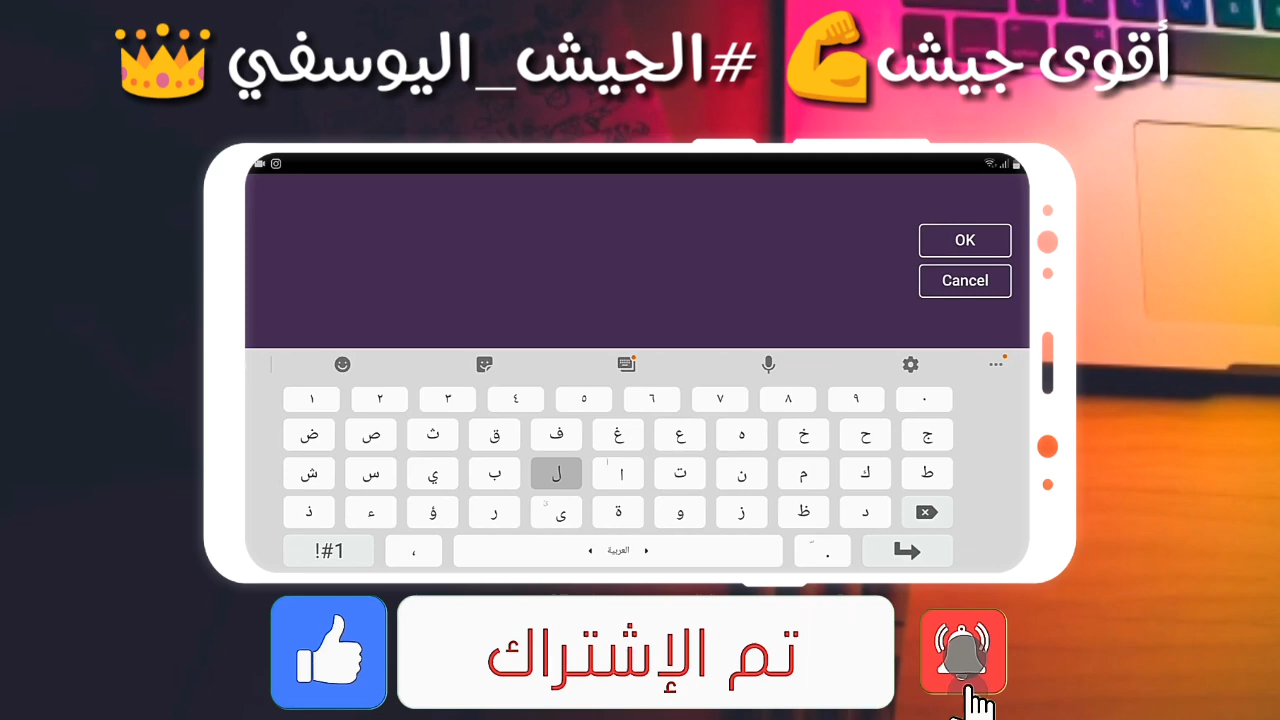 أقوى جيش💪 #الجيش_اليوسفي 👑
OK
Cancel
١ ٢ ٣ ٤ ٥ ٦ ٧ ٨ ٩ ٠
ض ص ث ق ف غ ع ه خ ح ج
ش س ي ب ل ا ت ن م ك ط
ذ ء ؤ ر ى ة و ز ظ د
!#1 ، العربية .
تم الإشتراك